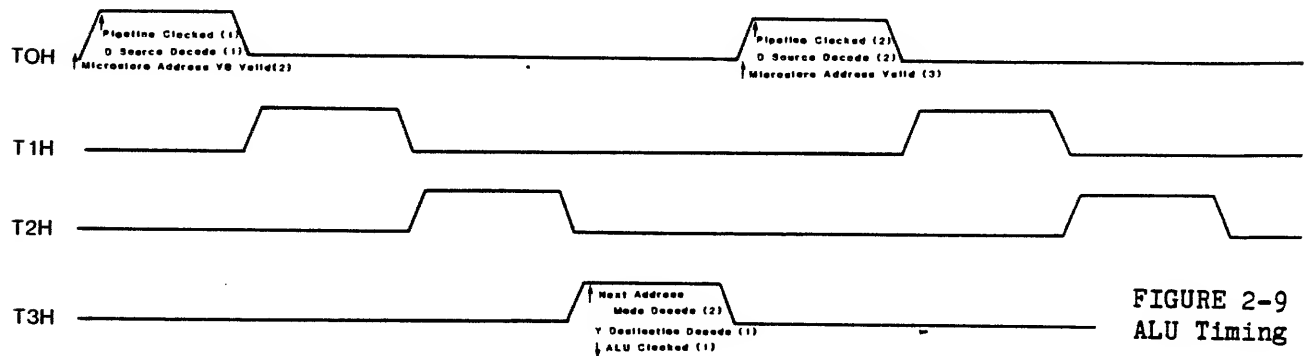 T0H
↑Pipeline Clocked (1)
D Source Decode (1)
↑Microstore Address Y8 Valid(2)
↑Pipeline Clocked (2)
D Source Decode (2)
↑Microstore Address Valid (3)
T1H
T2H
T3H
↑Next Address
Mode Decode (2)
Y Destination Decode (1)
↓ ALU Clocked (1)
FIGURE 2-9
ALU Timing